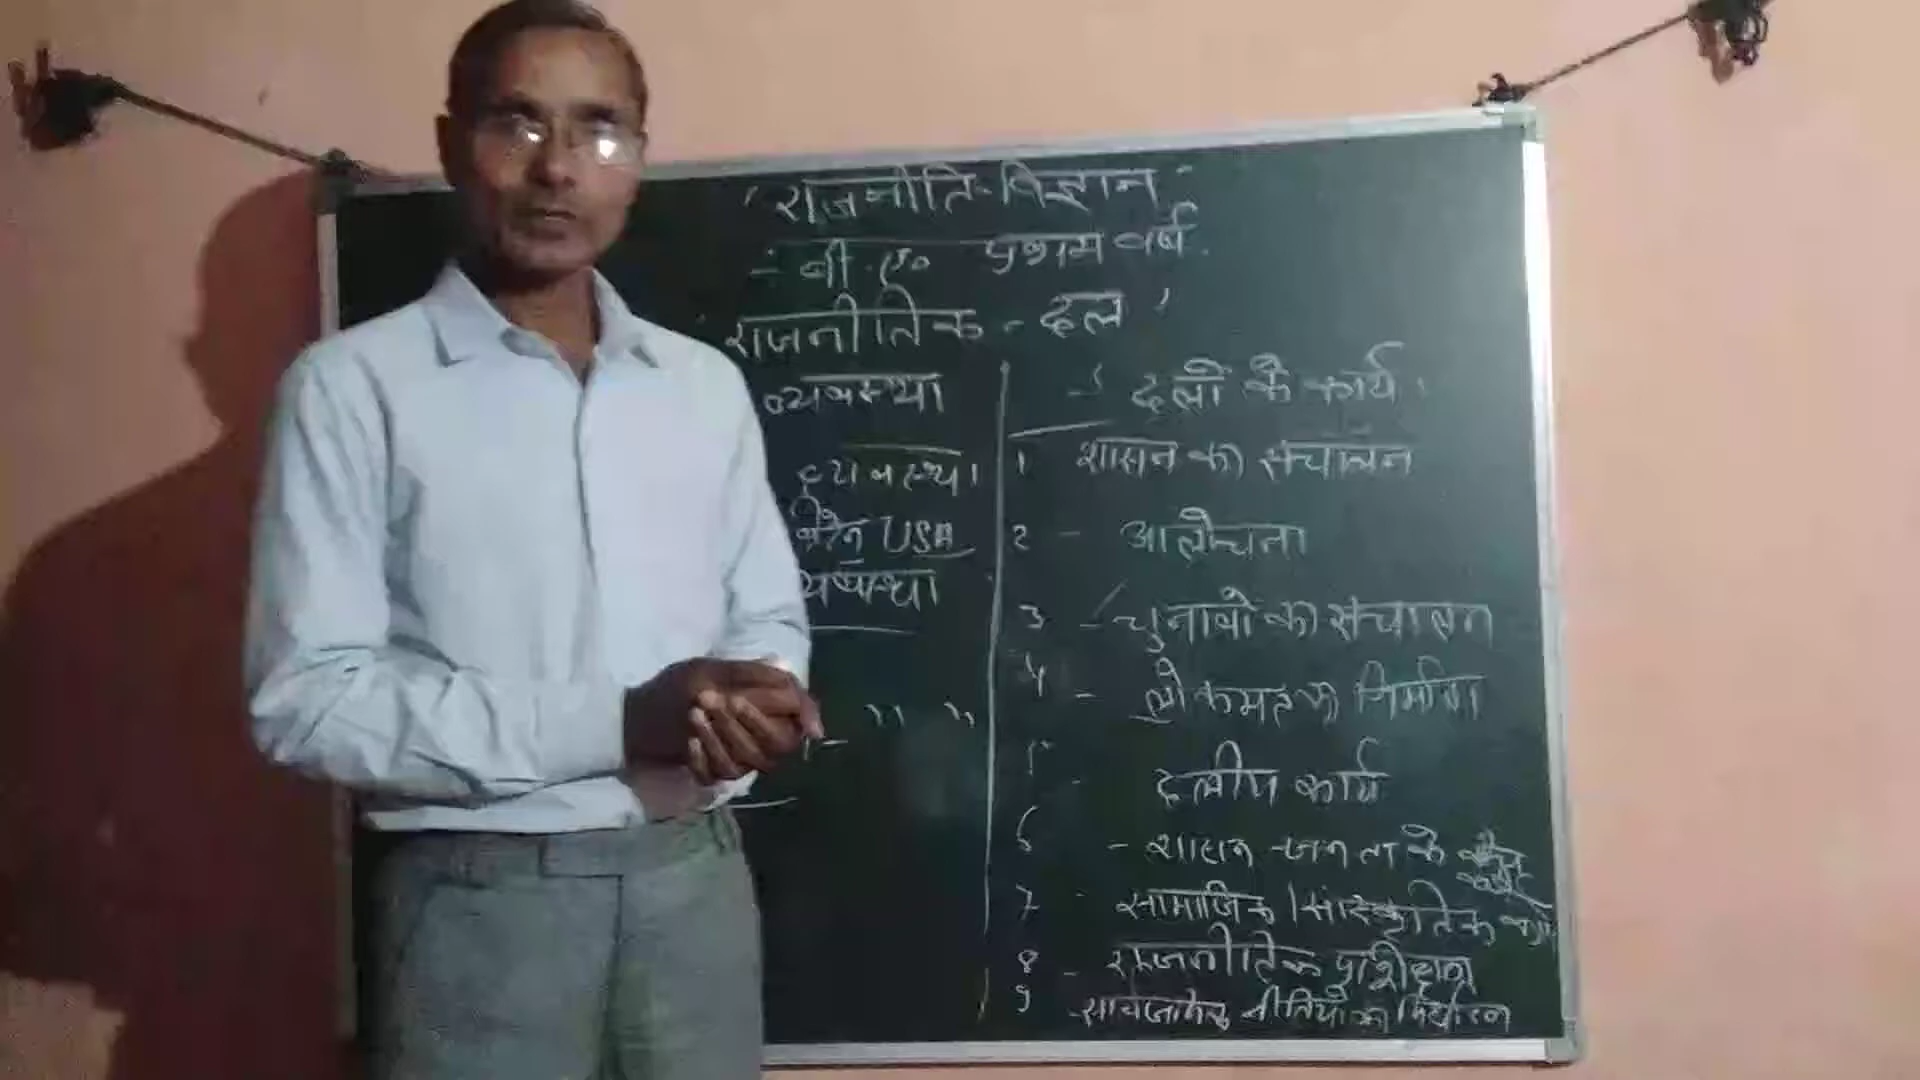 'राजनीति-विज्ञान'
- बी.ए० प्रथम वर्ष.
राजनीतिक - दल'
व्यवस्था
व्यवस्था
ब्रिटेन USA
व्यवस्था
दलों के कार्य
1 शासन का संचालन
2 - आलोचना
3 - चुनावों का संचालन
4 - लोकमत का निर्माण
5 - दलीय कार्य
6 - शासन जनता के
7 - सामाजिक / सांस्कृतिक
8 - राजनीतिक प्रशिक्षण
9 - सार्वजनिक नीतियों का निर्धारण